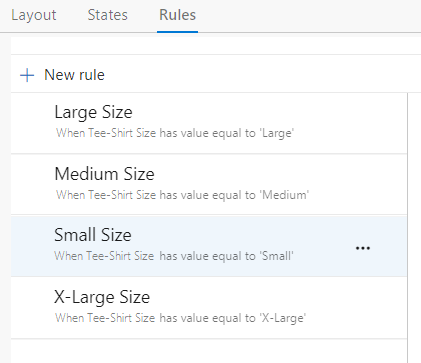 Layout States Rules
+ New rule
Large Size
When Tee-Shirt Size has value equal to 'Large'
Medium Size
When Tee-Shirt Size has value equal to 'Medium'
Small Size
When Tee-Shirt Size has value equal to 'Small'
X-Large Size
When Tee-Shirt Size has value equal to 'X-Large'